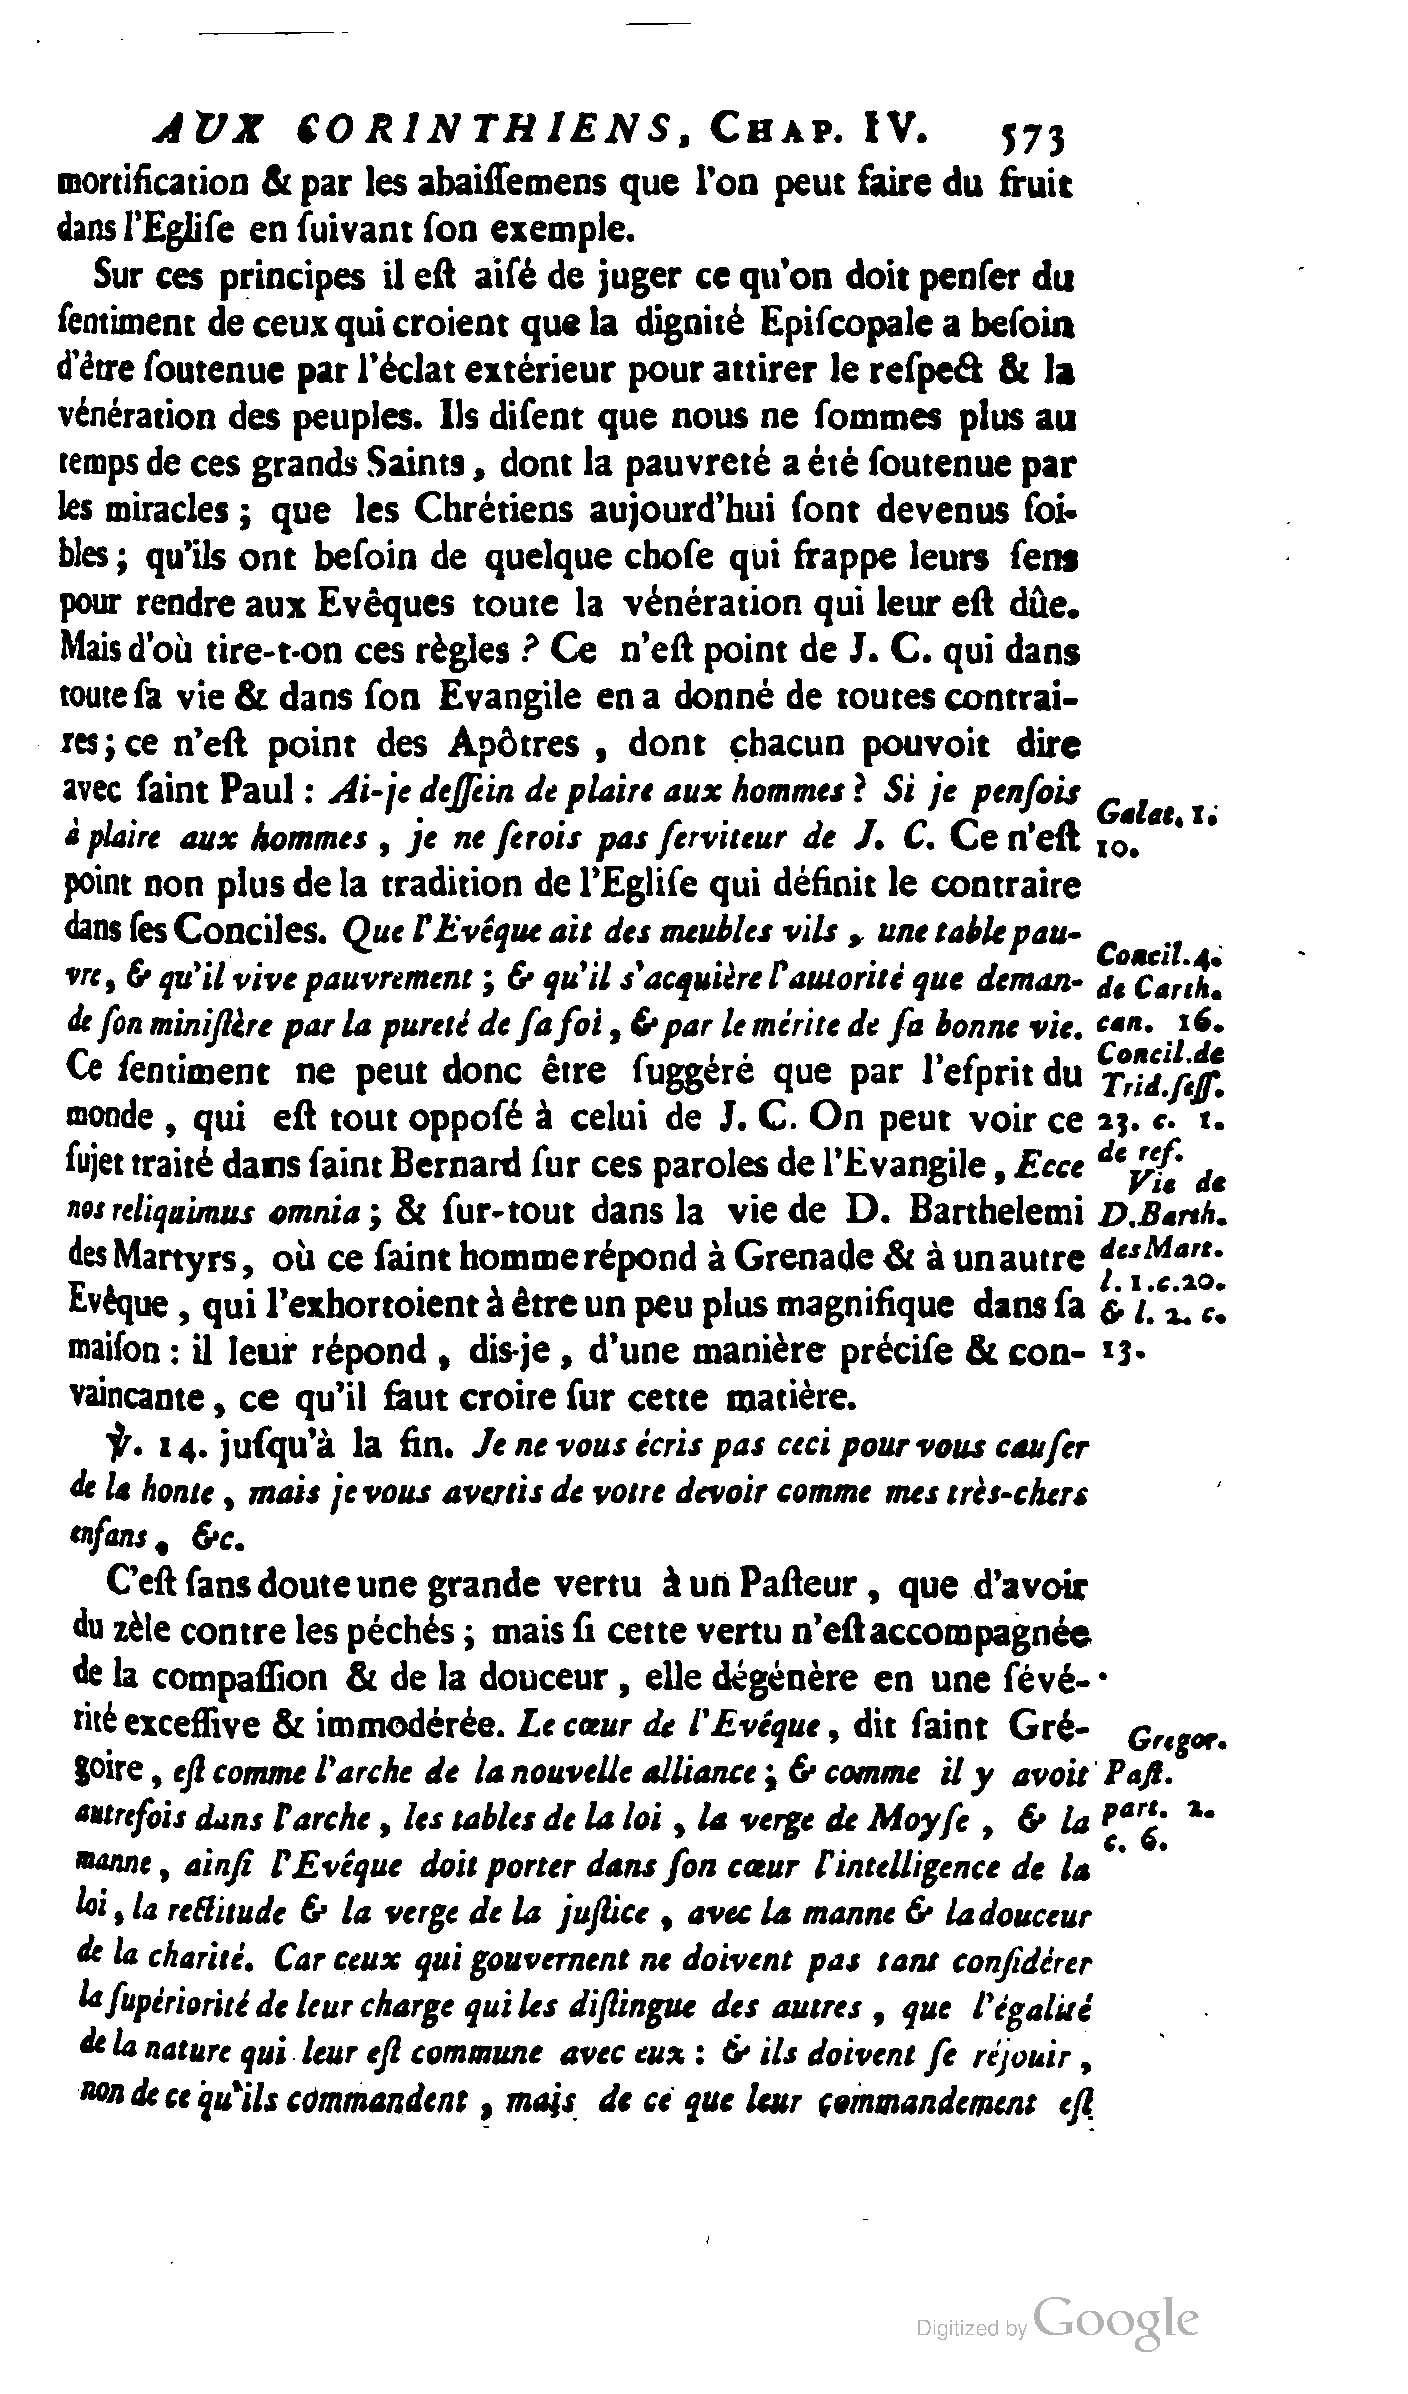 AUX CORINTHIENS, CHAP. IV. 573
mortification & par les abaiſſemens que l'on peut faire du fruit
dans l'Egliſe en ſuivant ſon exemple.
Sur ces principes il eſt aiſé de juger ce qu'on doit penſer du
ſentiment de ceux qui croient que la dignité Epiſcopale a beſoin
d'être ſoutenue par l'éclat extérieur pour attirer le reſpect & la
vénération des peuples. Ils diſent que nous ne ſommes plus au
temps de ces grands Saints, dont la pauvreté a été ſoutenue par
les miracles ; que les Chrétiens aujourd'hui ſont devenus foi-
bles ; qu'ils ont beſoin de quelque choſe qui frappe leurs ſens
pour rendre aux Evêques toute la vénération qui leur eſt dûe.
Mais d'où tire-t-on ces règles ? Ce n'eſt point de J. C. qui dans
toute ſa vie & dans ſon Evangile en a donné de toutes contrai-
res ; ce n'eſt point des Apôtres , dont chacun pouvoit dire
avec ſaint Paul : Ai-je deſſein de plaire aux hommes ? Si je penſois
à plaire aux hommes , je ne ſerois pas ſerviteur de J. C. Ce n'eſt
point non plus de la tradition de l'Egliſe qui définit le contraire
dans ſes Conciles. Que l'Evêque ait des meubles vils , une table pau-
vre, & qu'il vive pauvrement ; & qu'il s'acquière l'autorité que deman-
de ſon miniſtère par la pureté de ſa foi , & par le mérite de ſa bonne vie.
Ce ſentiment ne peut donc être ſuggéré que par l'eſprit du
monde , qui eſt tout oppoſé à celui de J. C. On peut voir ce
ſujet traité dans ſaint Bernard ſur ces paroles de l'Evangile , Ecce
nos reliquimus omnia ; & ſur-tout dans la vie de D. Barthelemi
des Martyrs, où ce ſaint homme répond à Grenade & à un autre
Evêque , qui l'exhortoient à être un peu plus magnifique dans ſa
maiſon : il leur répond , dis-je , d'une manière préciſe & con-
vaincante , ce qu'il faut croire ſur cette matière.
℣. 14. juſqu'à la fin. Je ne vous écris pas ceci pour vous cauſer
de la honte , mais je vous avertis de votre devoir comme mes très-chers
enfans , &c.
C'eſt ſans doute une grande vertu à un Paſteur , que d'avoir
du zèle contre les péchés ; mais ſi cette vertu n'eſt accompagnée
de la compaſſion & de la douceur , elle dégénère en une ſévé-
rité exceſſive & immodérée. Le cœur de l'Evêque , dit ſaint Gré-
goire , eſt comme l'arche de la nouvelle alliance ; & comme il y avoit
autrefois dans l'arche , les tables de la loi , la verge de Moyſe , & la
manne , ainſi l'Evêque doit porter dans ſon cœur l'intelligence de la
loi , la rectitude & la verge de la juſtice , avec la manne & la douceur
de la charité. Car ceux qui gouvernent ne doivent pas tant conſidérer
la ſupériorité de leur charge qui les diſtingue des autres , que l'égalité
de la nature qui leur eſt commune avec eux : & ils doivent ſe réjouir ,
non de ce qu'ils commandent , mais de ce que leur commandement eſt
Galat. 1.
10.
Concil. 4.
de Carth.
can. 16.
Concil. de
Trid. ſeſſ.
23. c. 1.
de ref.
Vie de
D. Barth.
des Mart.
l. 1. c. 20.
& l. 2. c.
13.
Gregor.
Paſt.
part. 2.
c. 6.
Digitized by Google